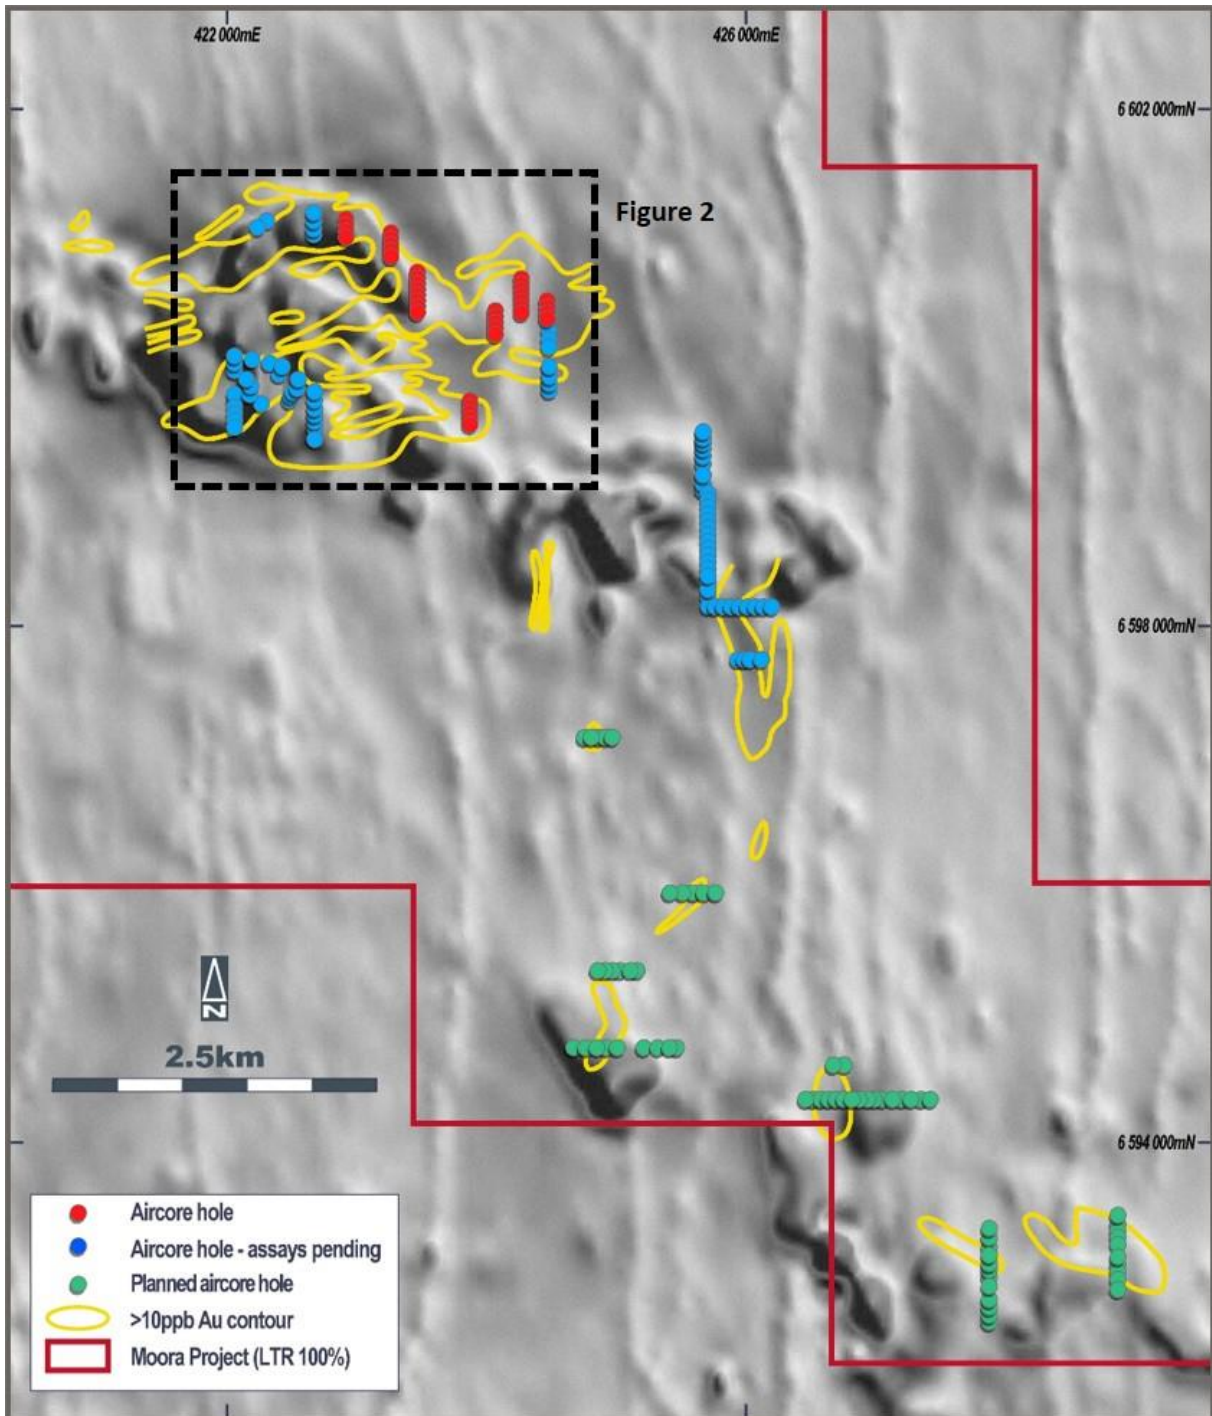 422 000mE
426 000mE
6 602 000mN
Figure 2
6 598 000mN
N
2.5km
6 594 000mN
Aircore hole
Aircore hole - assays pending
Planned aircore hole
>10ppb Au contour
Moora Project (LTR 100%)